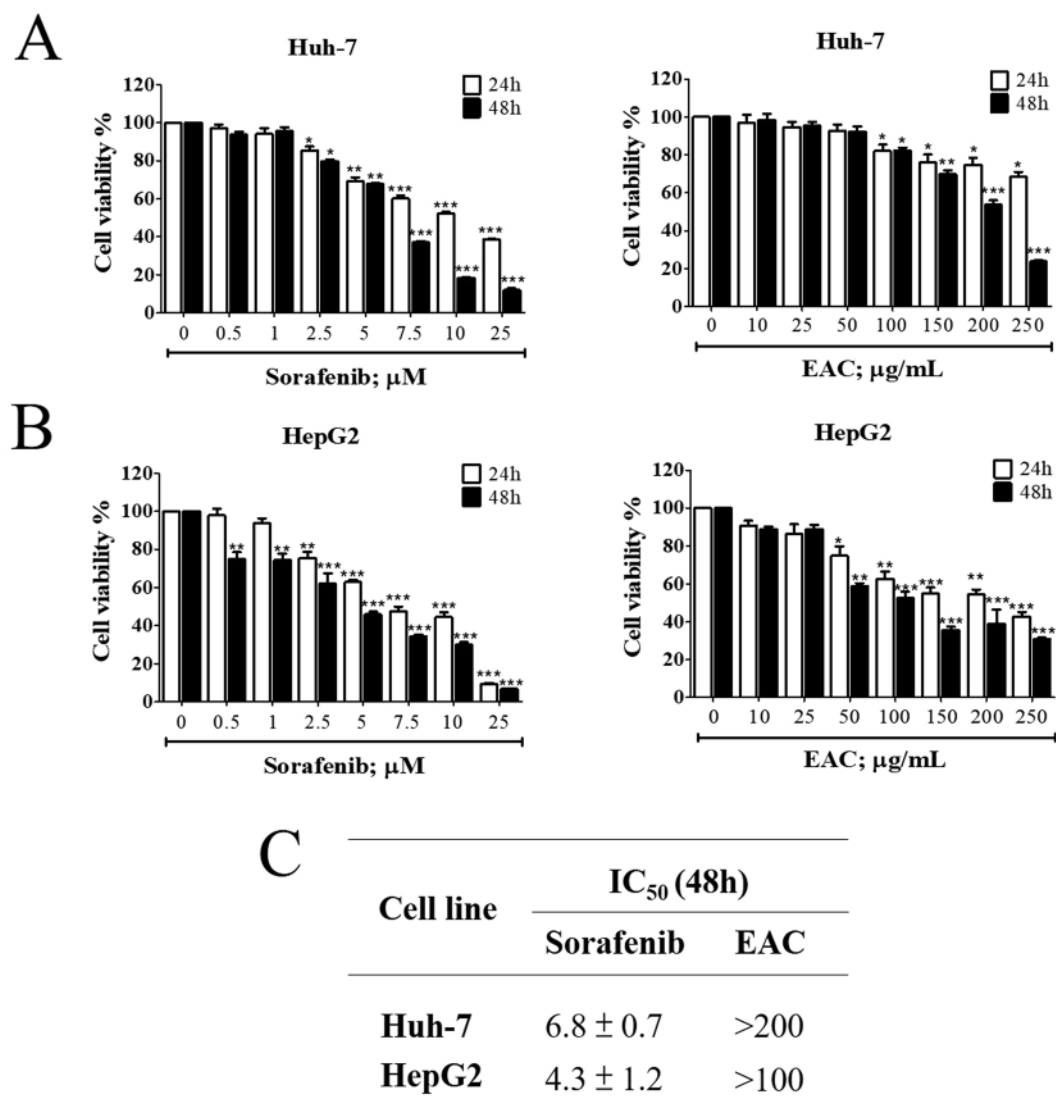 A
Huh-7
Cell viability %
120
100
80
60
40
20
0
24h
48h
* * ** ** *** *** *** *** *** ***
0 0.5 1 2.5 5 7.5 10 25
Sorafenib; μM
Huh-7
Cell viability %
120
100
80
60
40
20
0
24h
48h
* * * ** * *** * ***
0 10 25 50 100 150 200 250
EAC; μg/mL
B
HepG2
Cell viability %
120
100
80
60
40
20
0
24h
48h
** ** ** *** *** *** *** *** *** *** *** ***
0 0.5 1 2.5 5 7.5 10 25
Sorafenib; μM
HepG2
Cell viability %
120
100
80
60
40
20
0
24h
48h
* ** ** *** *** *** ** *** *** ***
0 10 25 50 100 150 200 250
EAC; μg/mL
C
Cell line
IC50 (48h)
Sorafenib EAC
Huh-7 6.8 ± 0.7 >200
HepG2 4.3 ± 1.2 >100